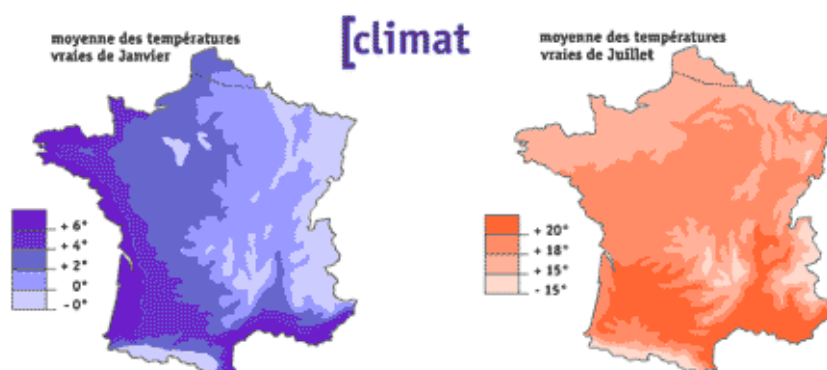 [climat
moyenne des températures
vraies de Janvier
+ 6°
+ 4°
+ 2°
0°
- 0°
moyenne des températures
vraies de Juillet
+ 20°
+ 18°
+ 15°
- 15°